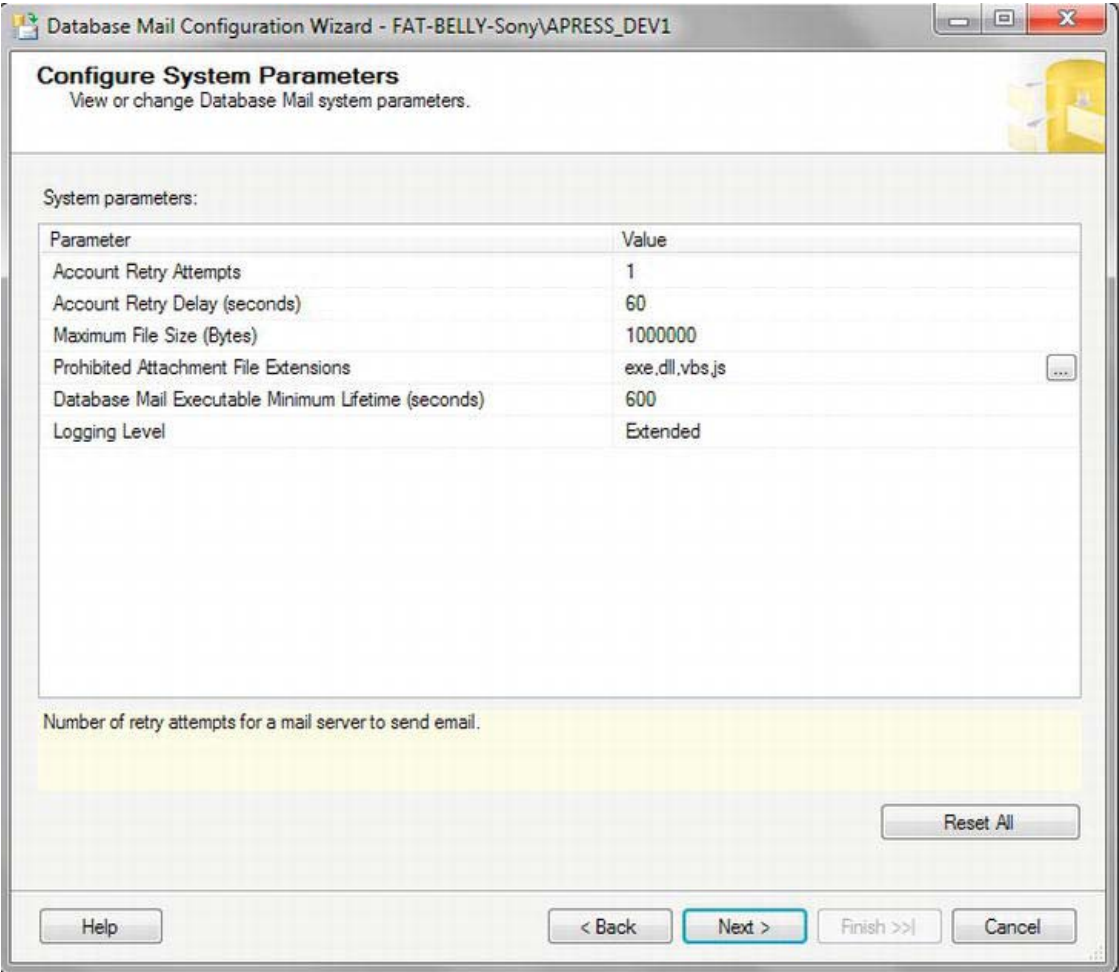 Database Mail Configuration Wizard - FAT-BELLY-Sony\APRESS_DEV1
Configure System Parameters
View or change Database Mail system parameters.
System parameters:
Parameter Value
Account Retry Attempts 1
Account Retry Delay (seconds) 60
Maximum File Size (Bytes) 1000000
Prohibited Attachment File Extensions exe,dll,vbs,js ...
Database Mail Executable Minimum Lifetime (seconds) 600
Logging Level Extended
Number of retry attempts for a mail server to send email.
Reset All
Help < Back Next > Finish >>| Cancel